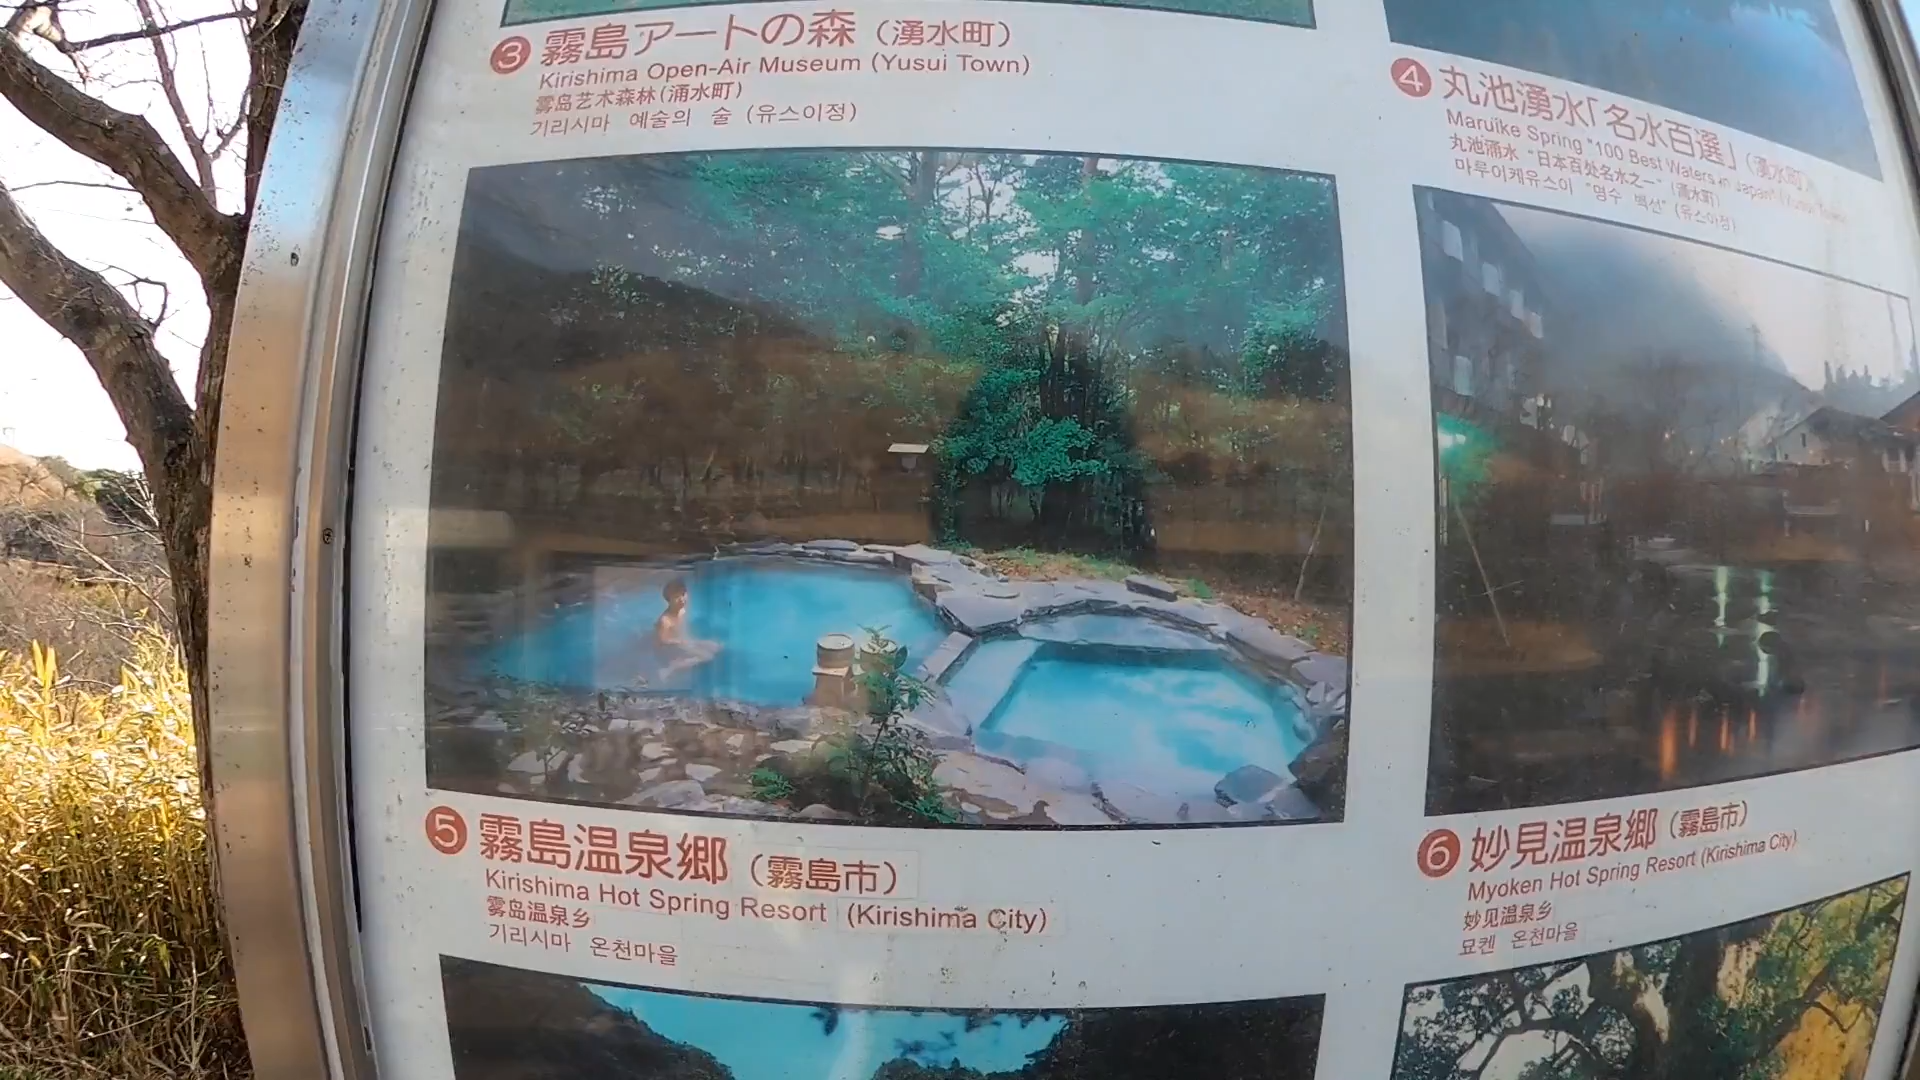 3 霧島アートの森（湧水町）
Kirishima Open-Air Museum (Yusui Town)
雾岛艺术森林(涌水町)
기리시마 예술의 숲 (유스이정)
4 丸池湧水「名水百選」(湧水町)
Maruike Spring "100 Best Waters in Japan" (Yusui Town)
丸池涌水 "日本百处名水之一" (涌水町)
마루이케유스이 "명수 백선" (유스이정)
5 霧島温泉郷（霧島市）
Kirishima Hot Spring Resort (Kirishima City)
雾岛温泉乡
기리시마 온천마을
6 妙見温泉郷（霧島市）
Myoken Hot Spring Resort (Kirishima City)
妙见温泉乡
묘켄 온천마을